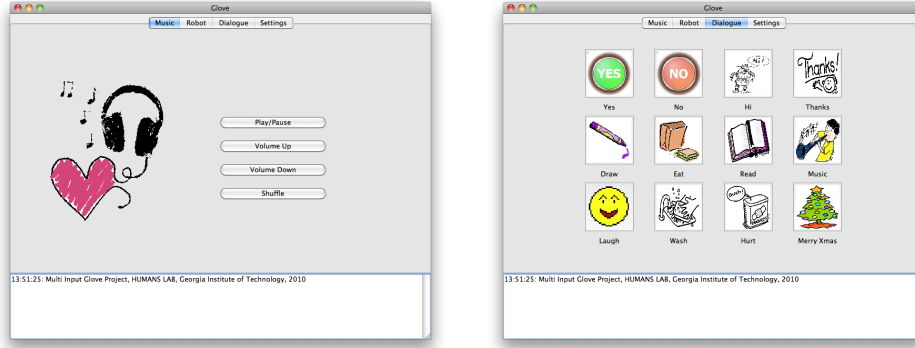 Glove
Music Robot Dialogue Settings
Play/Pause
Volume Up
Volume Down
Shuffle
13:51:25: Multi Input Glove Project, HUMANS LAB, Georgia Institute of Technology, 2010
Glove
Music Robot Dialogue Settings
YES NO Hi! Thanks!
Yes No Hi Thanks
Draw Eat Read Music
ouch!
Laugh Wash Hurt Merry Xmas
13:51:25: Multi Input Glove Project, HUMANS LAB, Georgia Institute of Technology, 2010